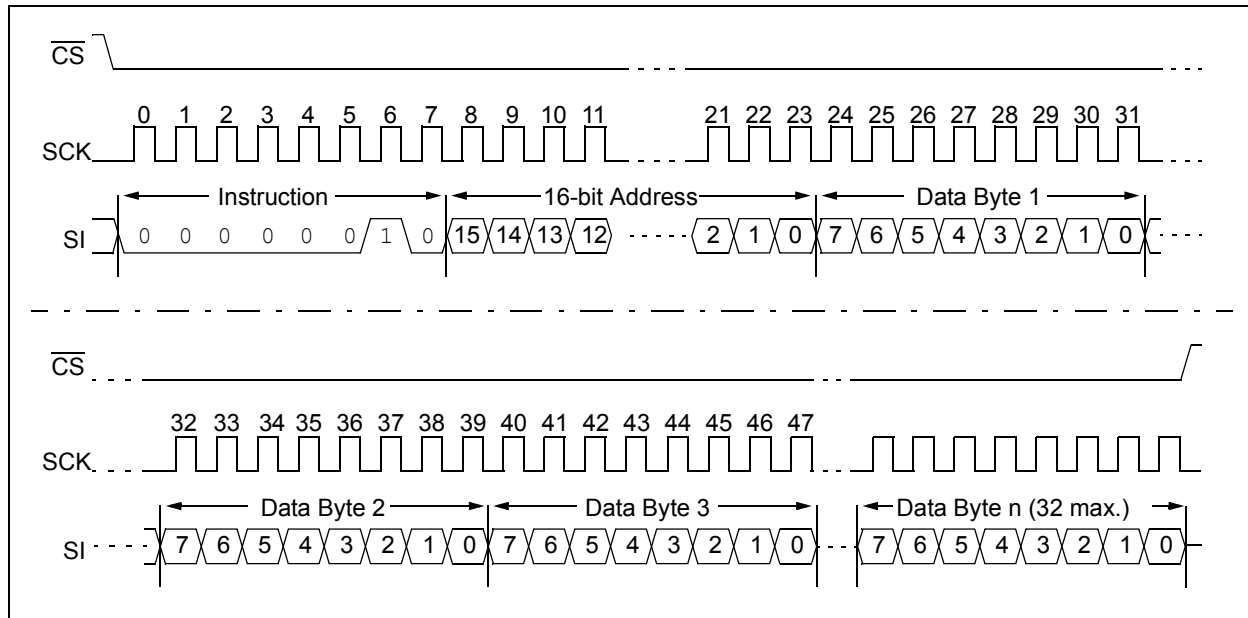 CS
0 1 2 3 4 5 6 7 8 9 10 11 21 22 23 24 25 26 27 28 29 30 31
SCK
Instruction 16-bit Address Data Byte 1
SI 0 0 0 0 0 0 1 0 15 14 13 12 2 1 0 7 6 5 4 3 2 1 0
CS
32 33 34 35 36 37 38 39 40 41 42 43 44 45 46 47
SCK
Data Byte 2 Data Byte 3 Data Byte n (32 max.)
SI 7 6 5 4 3 2 1 0 7 6 5 4 3 2 1 0 7 6 5 4 3 2 1 0